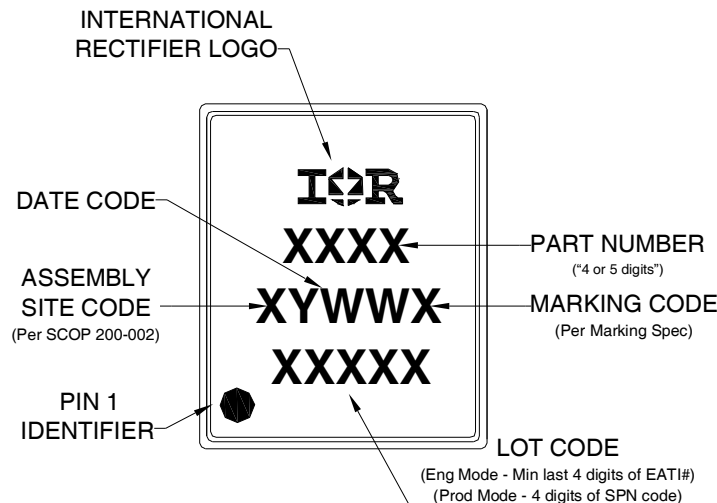 INTERNATIONAL
RECTIFIER LOGO
IOR
DATE CODE
XXXX
PART NUMBER
("4 or 5 digits")
ASSEMBLY
SITE CODE
(Per SCOP 200-002)
XYWWX
MARKING CODE
(Per Marking Spec)
XXXXX
PIN 1
IDENTIFIER
LOT CODE
(Eng Mode - Min last 4 digits of EATI#)
(Prod Mode - 4 digits of SPN code)